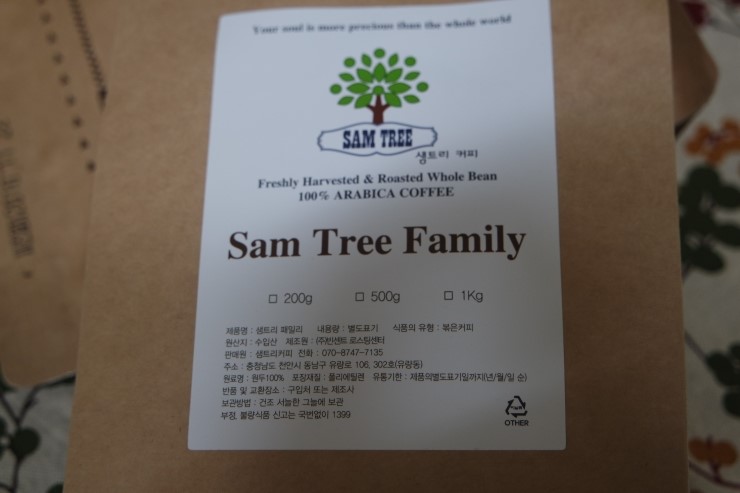 Your soul is more precious than the whole world
SAM TREE
샘트리 커피
Freshly Harvested & Roasted Whole Bean
100% ARABICA COFFEE
Sam Tree Family
□ 200g □ 500g □ 1Kg
제품명 : 샘트리 패밀리 내용량 : 별도표기 식품의 유형 : 볶은커피
원산지 : 수입산 제조원 : (주)빈센트 로스팅센터
판매원 : 샘트리커피 전화 : 070-8747-7135
주소 : 충청남도 천안시 동남구 유량로 106, 302호(유량동)
원료명 : 원두100% 포장재질 : 폴리에틸렌 유통기한 : 제품의별도표기일까지(년/월/일 순)
반품 및 교환장소 : 구입처 또는 제조사
보관방법 : 건조 서늘한 그늘에 보관
부정, 불량식품 신고는 국번없이 1399
OTHER